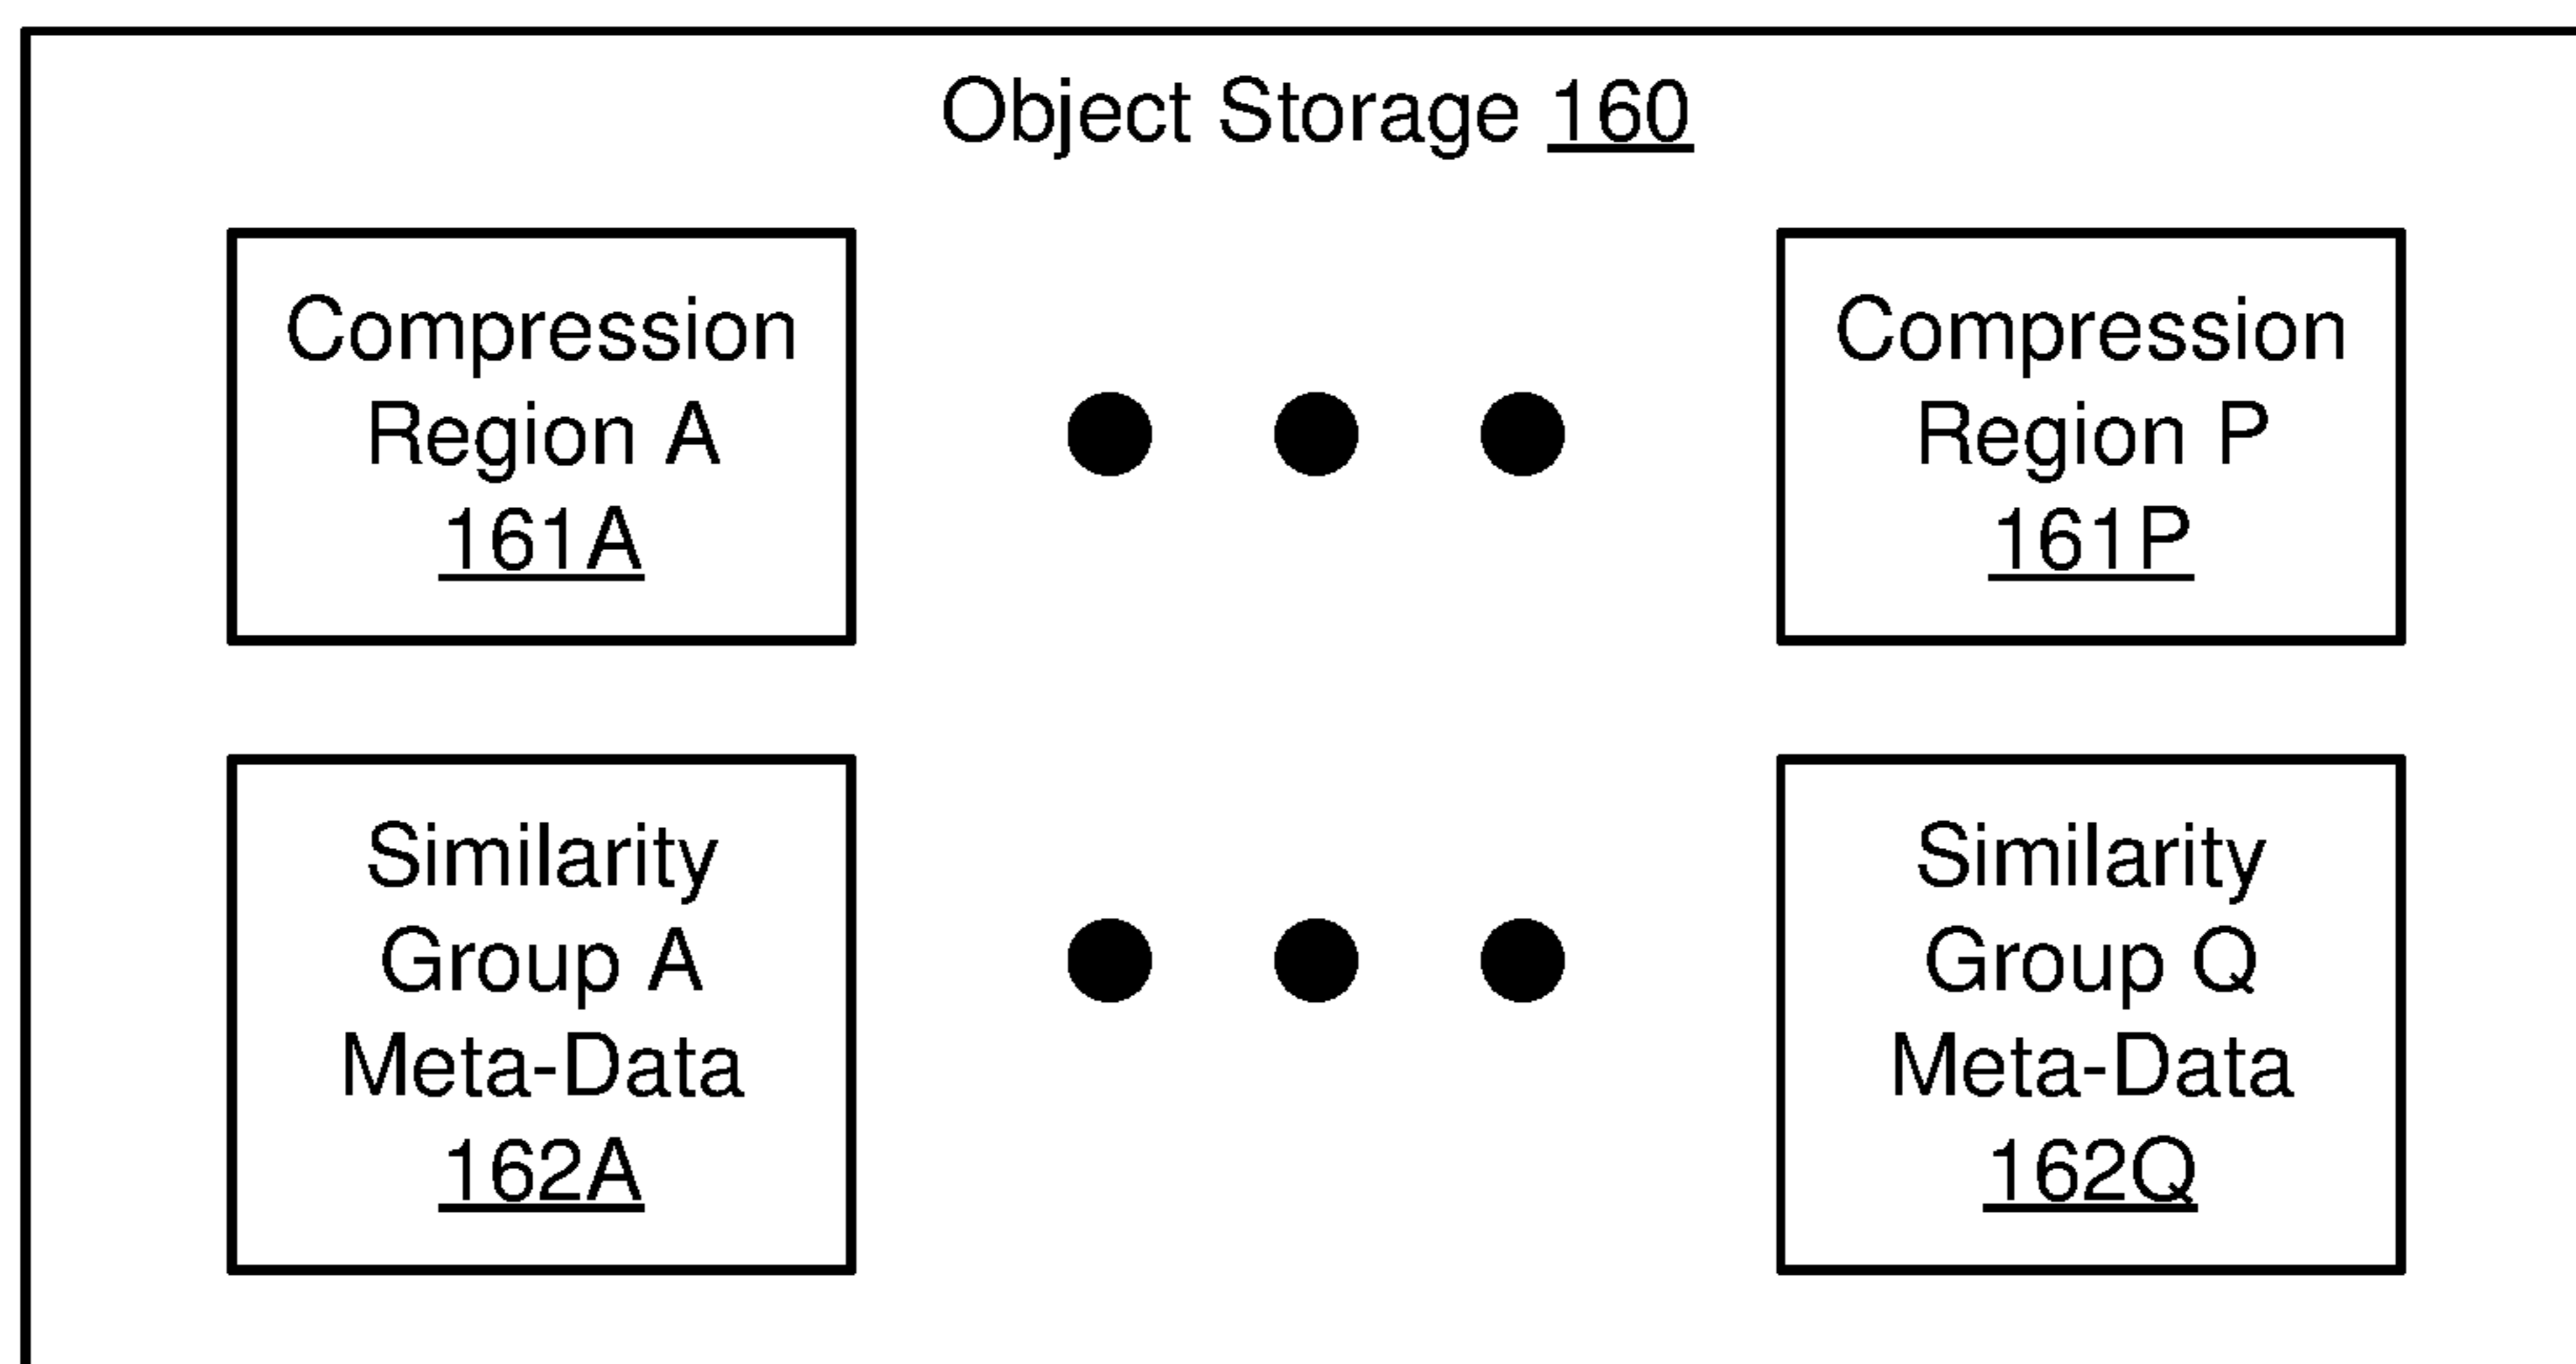 Object Storage 160
Compression
Region A
161A
Compression
Region P
161P
Similarity
Group A
Meta-Data
162A
Similarity
Group Q
Meta-Data
162Q